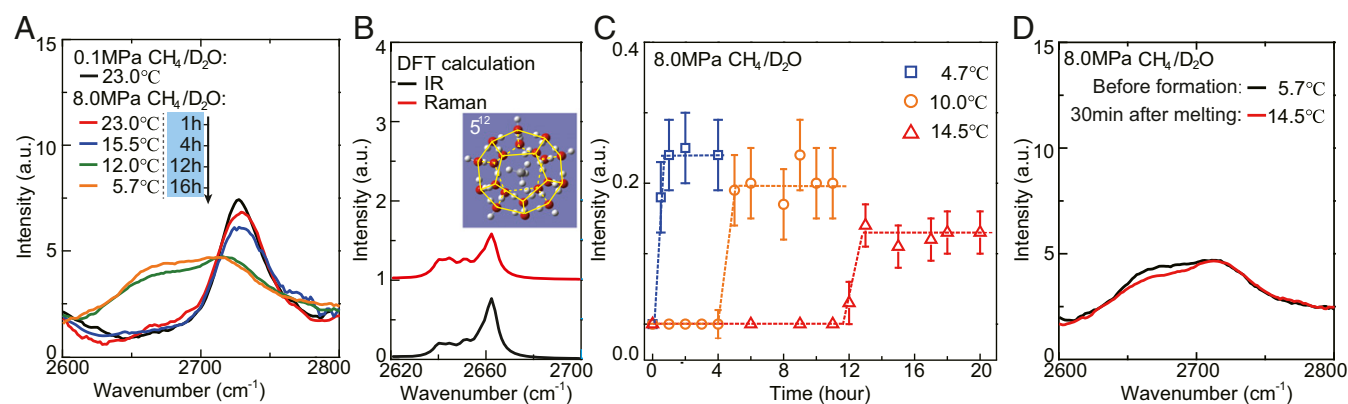 A
15
10
5
0
Intensity (a.u.)
0.1MPa CH₄/D₂O:
23.0°C
8.0MPa CH₄/D₂O:
23.0°C 1h
15.5°C 4h
12.0°C 12h
5.7°C 16h
2600 2700 2800
Wavenumber (cm⁻¹)
B
4
3
2
1
0
Intensity (a.u.)
DFT calculation
IR
Raman
5¹²
2620 2660 2700
Wavenumber (cm⁻¹)
C
0.4
0.2
0.0
Intensity (a.u.)
8.0MPa CH₄/D₂O
4.7°C
10.0°C
14.5°C
0 4 8 12 16 20
Time (hour)
D
15
10
5
0
Intensity (a.u.)
8.0MPa CH₄/D₂O
Before formation: 5.7°C
30min after melting: 14.5°C
2600 2700 2800
Wavenumber (cm⁻¹)